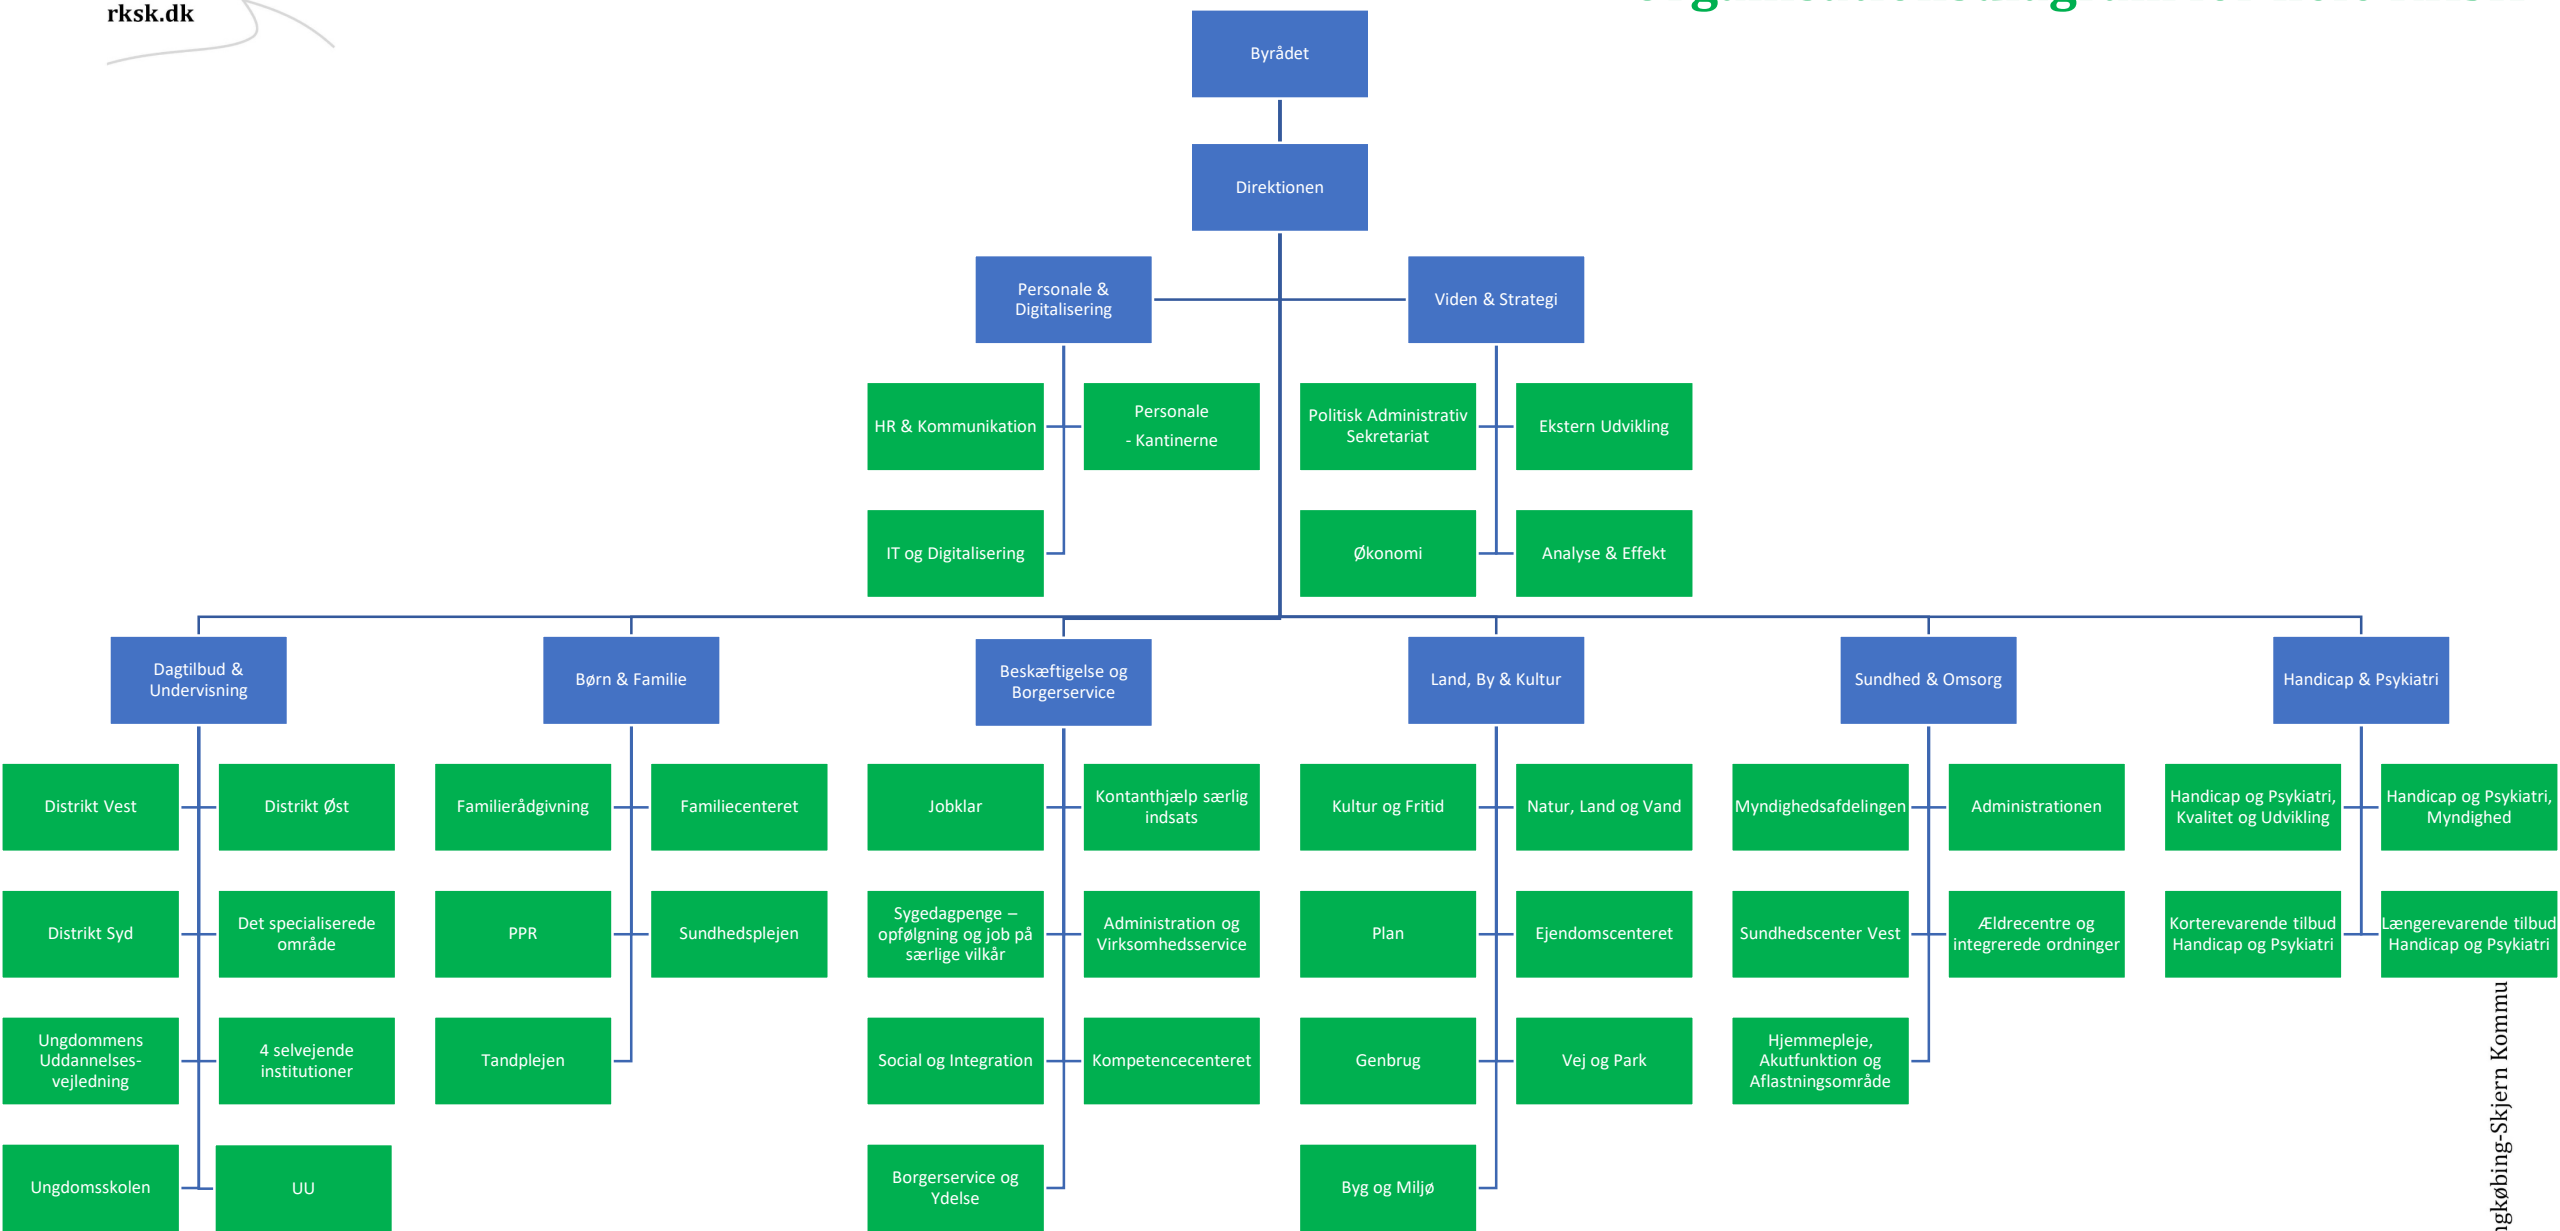 rksk.dk
Byrådet
Direktionen
Personale &
Digitalisering
Viden & Strategi
HR & Kommunikation
Personale
- Kantinerne
Politisk Administrativ
Sekretariat
Ekstern Udvikling
IT og Digitalisering
Økonomi
Analyse & Effekt
Dagtilbud &
Undervisning
Børn & Familie
Beskæftigelse og
Borgerservice
Land, By & Kultur
Sundhed & Omsorg
Handicap & Psykiatri
Distrikt Vest
Distrikt Øst
Familierådgivning
Familiecenteret
Jobklar
Kontanthjælp særlig
indsats
Kultur og Fritid
Natur, Land og Vand
Myndighedsafdelingen
Administrationen
Handicap og Psykiatri,
Kvalitet og Udvikling
Handicap og Psykiatri,
Myndighed
Distrikt Syd
Det specialiserede
område
PPR
Sundhedsplejen
Sygedagpenge –
opfølgning og job på
særlige vilkår
Administration og
Virksomhedsservice
Plan
Ejendomscenteret
Sundhedscenter Vest
Ældrecentre og
integrerede ordninger
Korterevarende tilbud
Handicap og Psykiatri
Længerevarende tilbud
Handicap og Psykiatri
Ungdommens
Uddannelses-
vejledning
4 selvejende
institutioner
Tandplejen
Social og Integration
Kompetencecenteret
Genbrug
Vej og Park
Hjemmepleje,
Akutfunktion og
Aflastningsområde
Ungdomsskolen
UU
Borgerservice og
Ydelse
Byg og Miljø
ngkøbing-Skjern Kommu